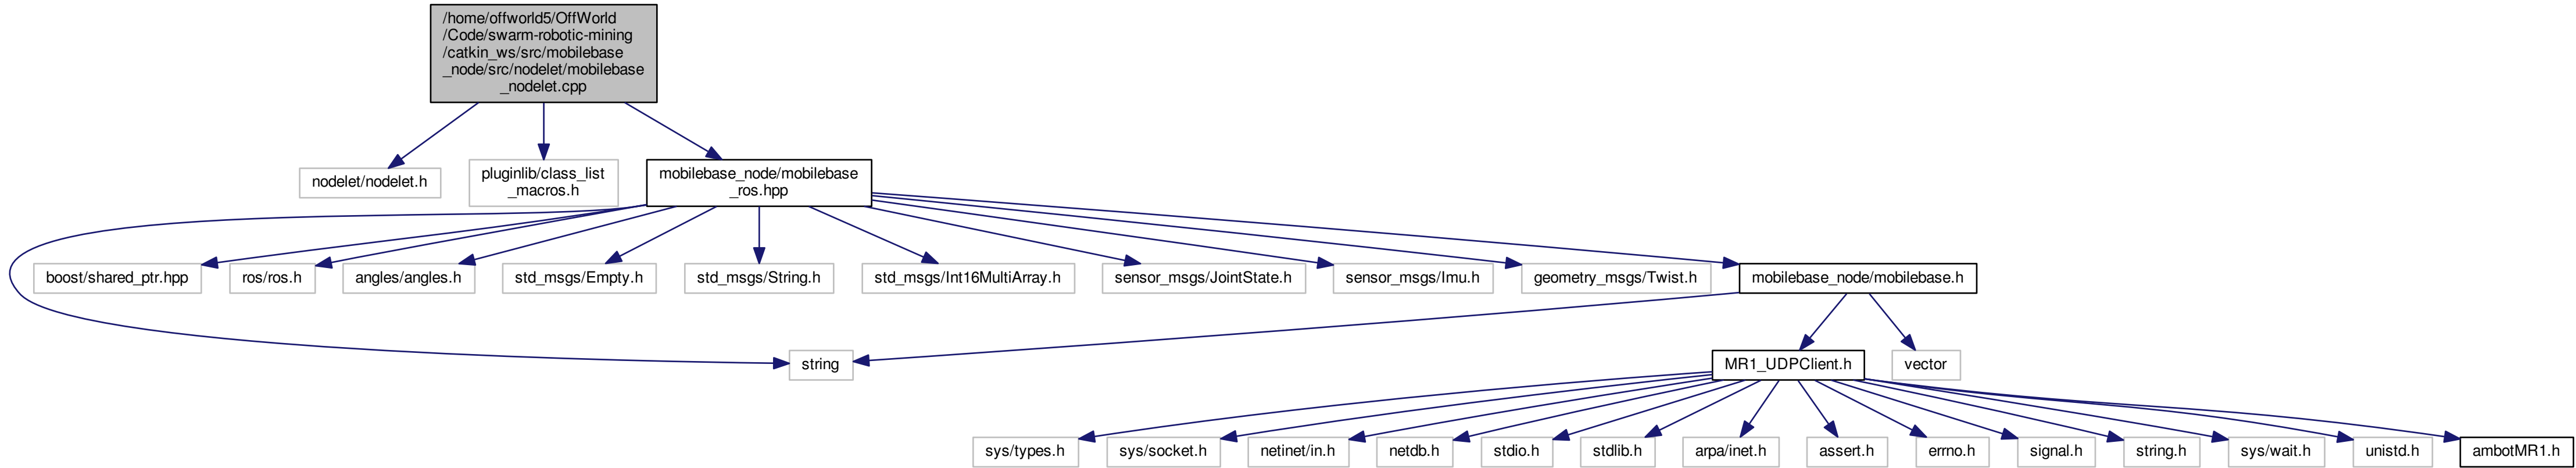 /home/offworld5/OffWorld
/Code/swarm-robotic-mining
/catkin_ws/src/mobilebase
_node/src/nodelet/mobilebase
_nodelet.cpp
nodelet/nodelet.h
pluginlib/class_list
_macros.h
mobilebase_node/mobilebase
_ros.hpp
boost/shared_ptr.hpp
ros/ros.h
angles/angles.h
std_msgs/Empty.h
std_msgs/String.h
std_msgs/Int16MultiArray.h
sensor_msgs/JointState.h
sensor_msgs/Imu.h
geometry_msgs/Twist.h
mobilebase_node/mobilebase.h
string
MR1_UDPClient.h
vector
sys/types.h
sys/socket.h
netinet/in.h
netdb.h
stdio.h
stdlib.h
arpa/inet.h
assert.h
errno.h
signal.h
string.h
sys/wait.h
unistd.h
ambotMR1.h